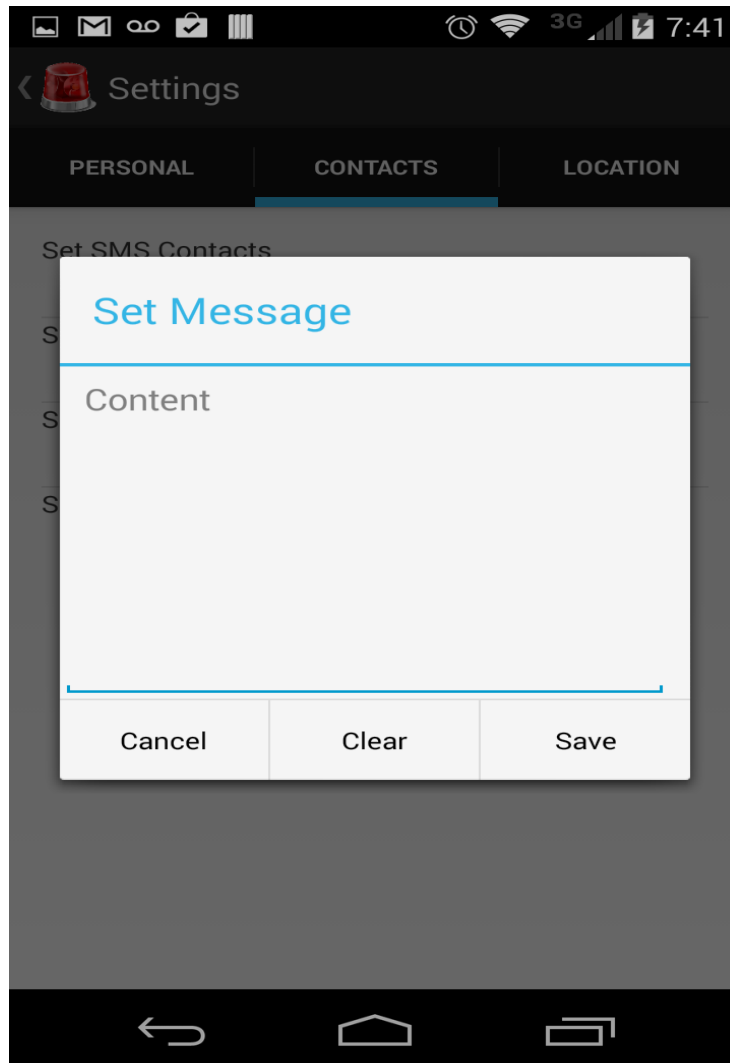 3G 7:41
Settings
PERSONAL CONTACTS LOCATION
Set SMS Contacts
Set Message
S
Content
S
S
Cancel Clear Save